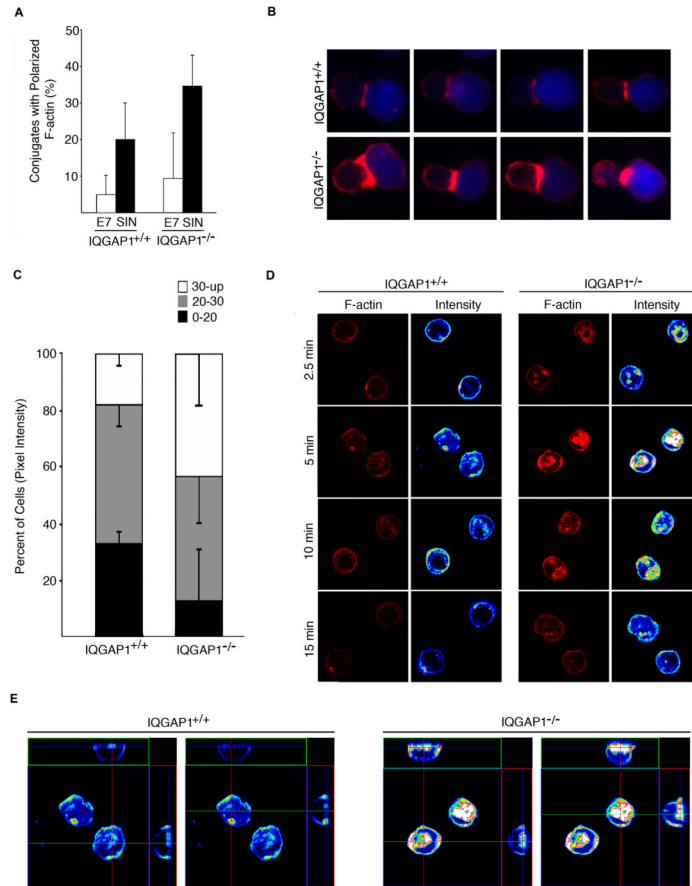 A
Conjugates with Polarized
F-actin (%)
50
40
30
20
10
E7 SIN E7 SIN
IQGAP1+/+ IQGAP1-/-
B
IQGAP1+/+
IQGAP1-/-
C
30-up
20-30
0-20
Percent of Cells (Pixel Intensity)
100
80
60
40
20
IQGAP1+/+ IQGAP1-/-
D
IQGAP1+/+ IQGAP1-/-
F-actin Intensity F-actin Intensity
2.5 min
5 min
10 min
15 min
E
IQGAP1+/+ IQGAP1-/-